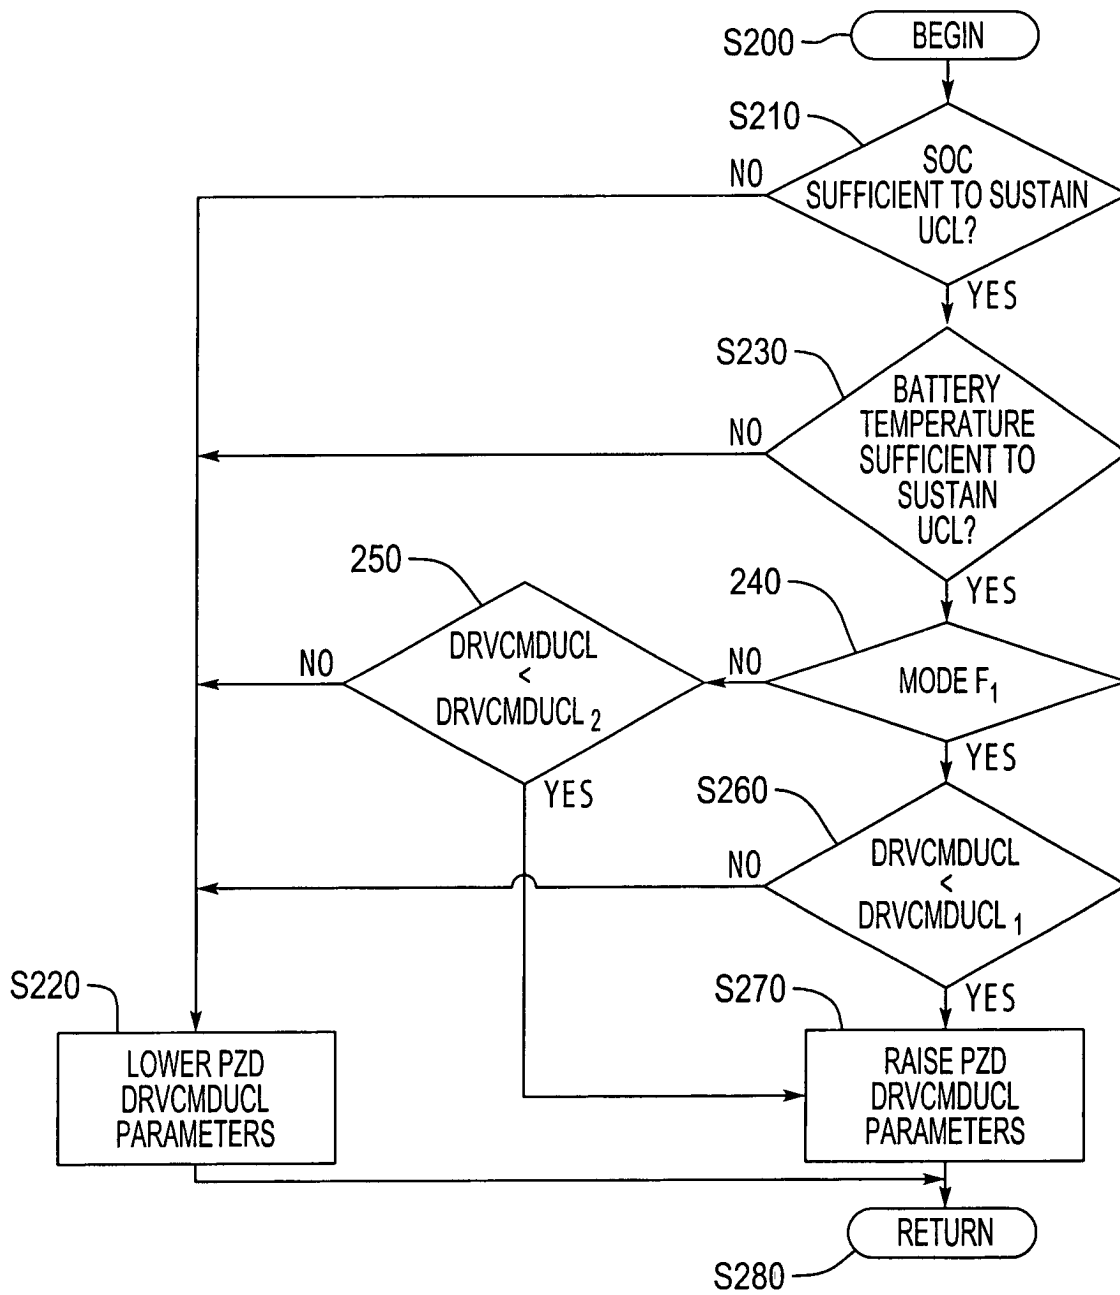 S200
BEGIN
S210
SOC
SUFFICIENT TO SUSTAIN
UCL?
NO
YES
S230
BATTERY
TEMPERATURE
SUFFICIENT TO
SUSTAIN
UCL?
NO
YES
250
DRVCMDUCL
<
DRVCMDUCL 2
NO
YES
240
MODE F1
NO
YES
S260
DRVCMDUCL
<
DRVCMDUCL 1
NO
YES
S220
LOWER PZD
DRVCMDUCL
PARAMETERS
S270
RAISE PZD
DRVCMDUCL
PARAMETERS
RETURN
S280